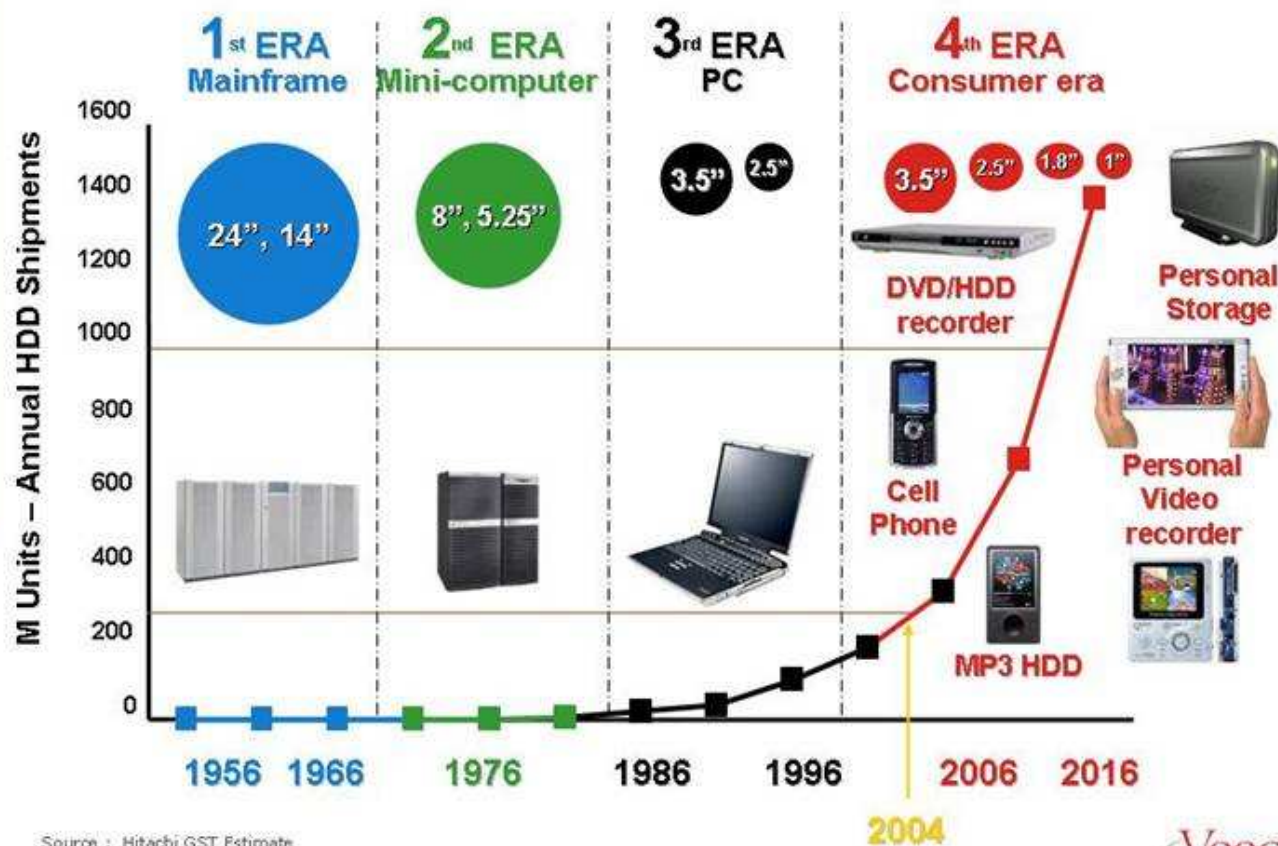 1st ERA
Mainframe
2nd ERA
Mini-computer
3rd ERA
PC
4th ERA
Consumer era
M Units – Annual HDD Shipments
1600
1400
1200
1000
800
600
400
200
0
24”, 14”
8”, 5.25”
3.5”
2.5”
3.5”
2.5”
1.8”
1”
DVD/HDD
recorder
Personal
Storage
Cell
Phone
Personal
Video
recorder
MP3 HDD
1956
1966
1976
1986
1996
2006
2016
2004
Source : Hitachi GST Estimate